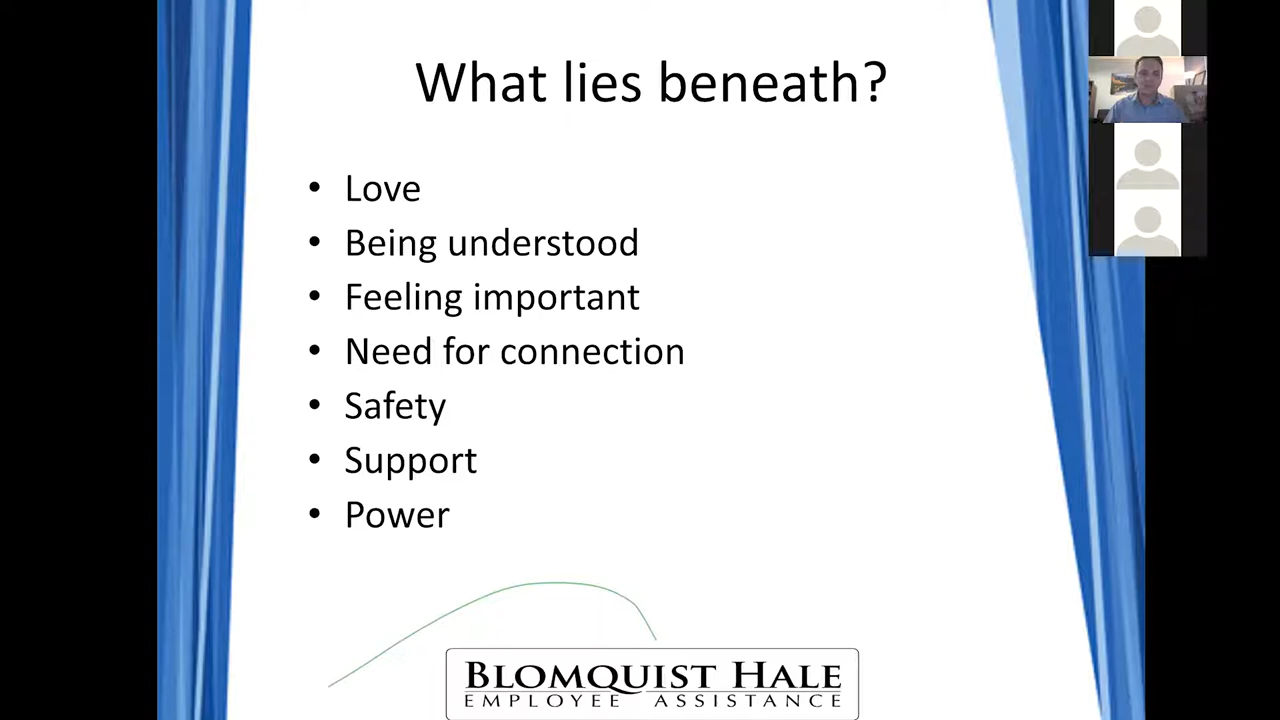 What lies beneath?
• Love
• Being understood
• Feeling important
• Need for connection
• Safety
• Support
• Power
BLOMQUIST HALE
EMPLOYEE ASSISTANCE